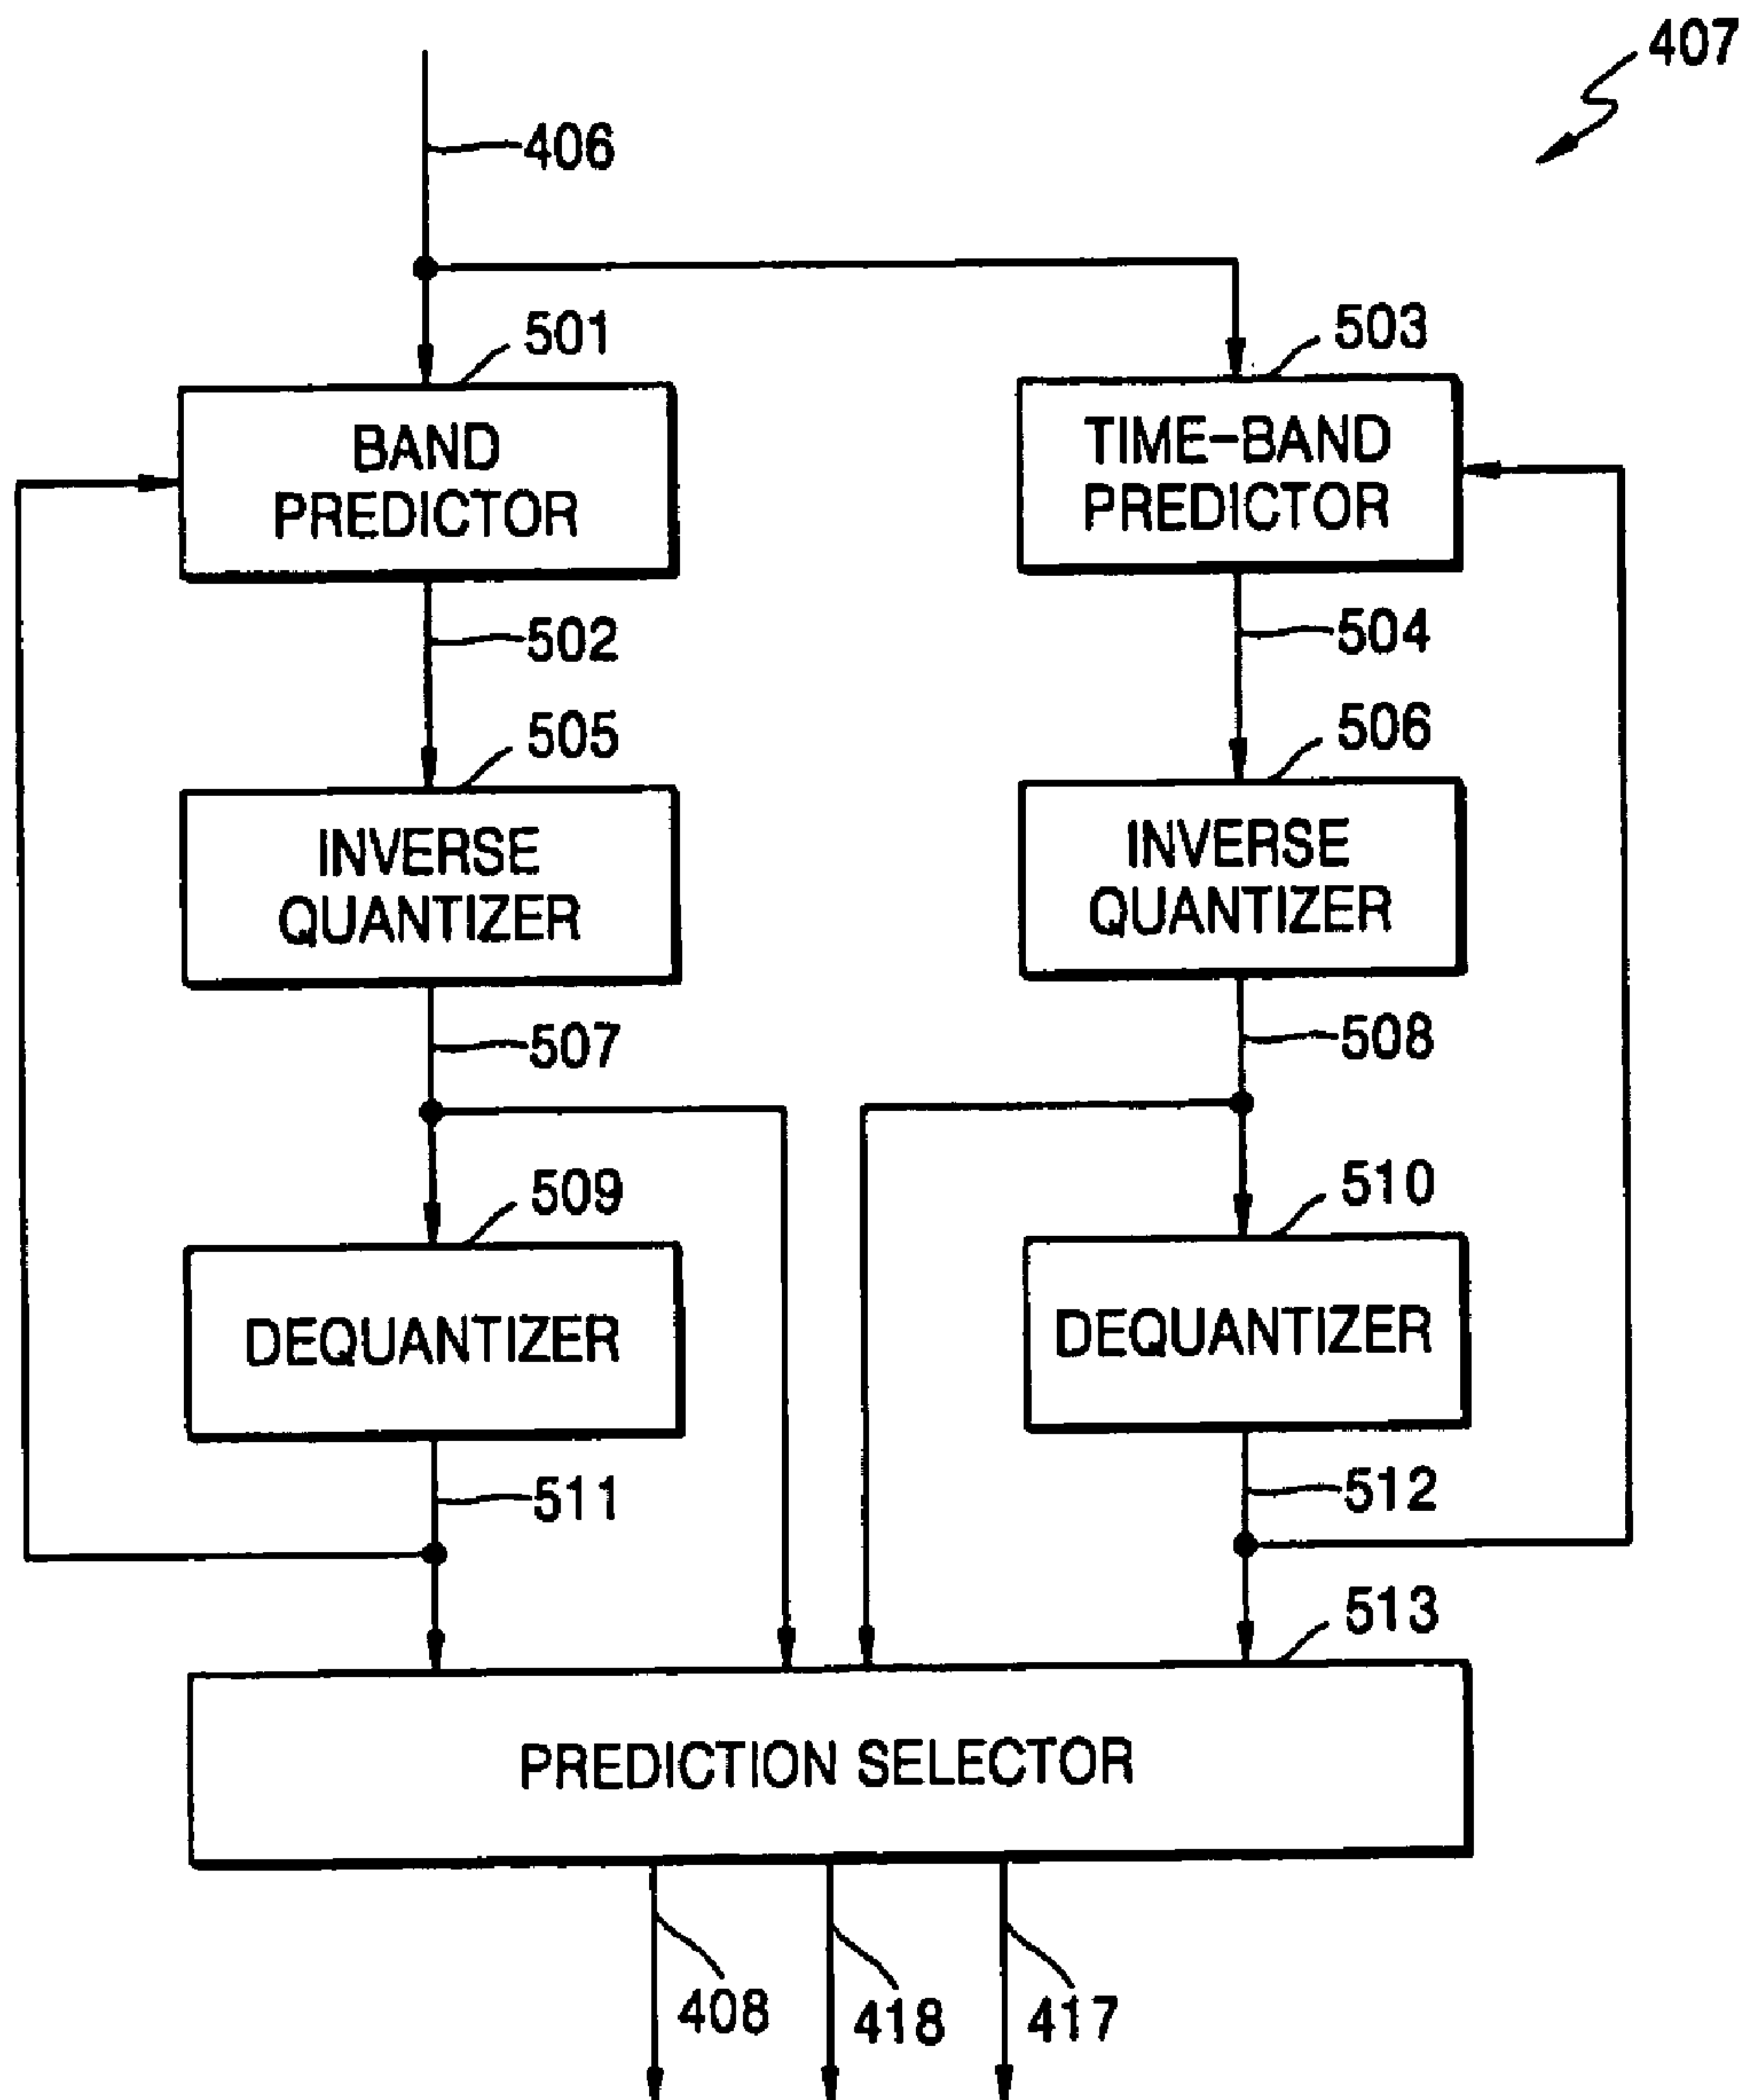 407
406
501
503
BAND
PREDICTOR
TIME-BAND
PREDICTOR
502
504
505
506
INVERSE
QUANTIZER
INVERSE
QUANTIZER
507
508
509
510
DEQUANTIZER
DEQUANTIZER
511
512
513
PREDICTION SELECTOR
408
418
417